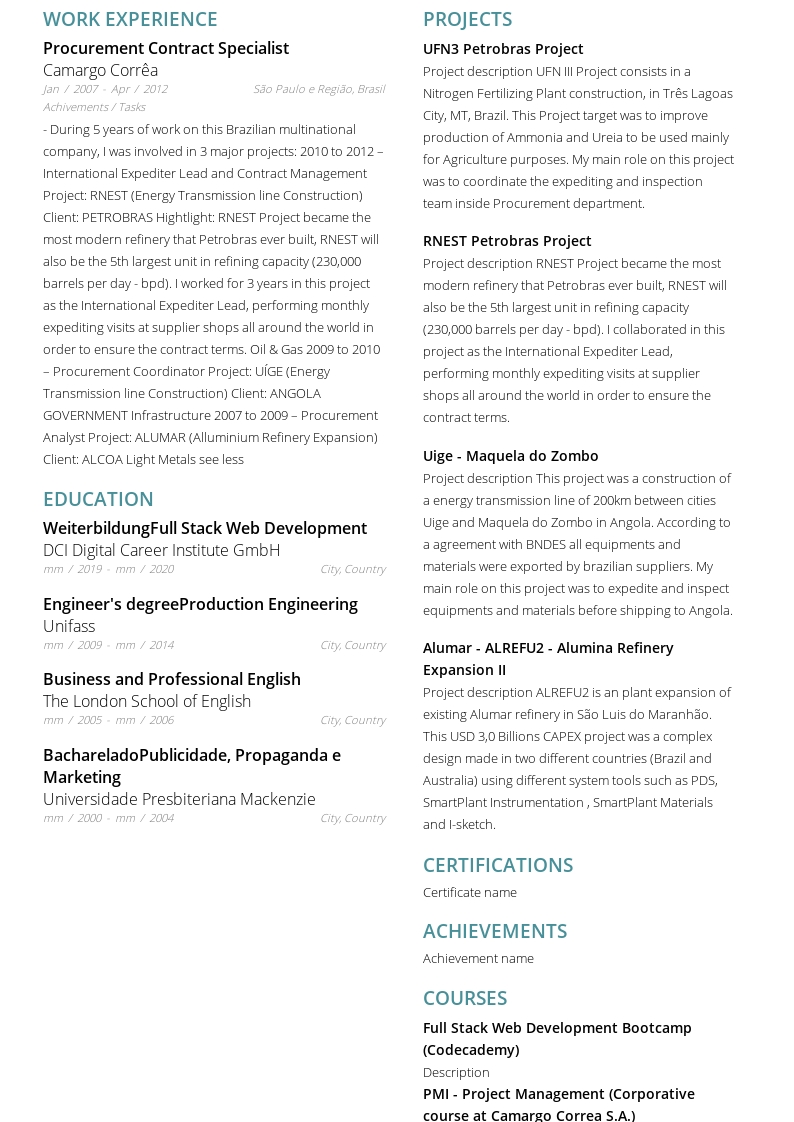 WORK EXPERIENCE
Procurement Contract Specialist
Camargo Corrêa
Jan / 2007 - Apr / 2012 São Paulo e Região, Brasil
Achivements / Tasks
- During 5 years of work on this Brazilian multinational
company, I was involved in 3 major projects: 2010 to 2012 –
International Expediter Lead and Contract Management
Project: RNEST (Energy Transmission line Construction)
Client: PETROBRAS Hightlight: RNEST Project became the
most modern refinery that Petrobras ever built, RNEST will
also be the 5th largest unit in refining capacity (230,000
barrels per day - bpd). I worked for 3 years in this project
as the International Expediter Lead, performing monthly
expediting visits at supplier shops all around the world in
order to ensure the contract terms. Oil & Gas 2009 to 2010
– Procurement Coordinator Project: UÍGE (Energy
Transmission line Construction) Client: ANGOLA
GOVERNMENT Infrastructure 2007 to 2009 – Procurement
Analyst Project: ALUMAR (Alluminium Refinery Expansion)
Client: ALCOA Light Metals see less
EDUCATION
WeiterbildungFull Stack Web Development
DCI Digital Career Institute GmbH
mm / 2019 - mm / 2020 City, Country
Engineer's degreeProduction Engineering
Unifass
mm / 2009 - mm / 2014 City, Country
Business and Professional English
The London School of English
mm / 2005 - mm / 2006 City, Country
BachareladoPublicidade, Propaganda e
Marketing
Universidade Presbiteriana Mackenzie
mm / 2000 - mm / 2004 City, Country
PROJECTS
UFN3 Petrobras Project
Project description UFN III Project consists in a
Nitrogen Fertilizing Plant construction, in Três Lagoas
City, MT, Brazil. This Project target was to improve
production of Ammonia and Ureia to be used mainly
for Agriculture purposes. My main role on this project
was to coordinate the expediting and inspection
team inside Procurement department.
RNEST Petrobras Project
Project description RNEST Project became the most
modern refinery that Petrobras ever built, RNEST will
also be the 5th largest unit in refining capacity
(230,000 barrels per day - bpd). I collaborated in this
project as the International Expediter Lead,
performing monthly expediting visits at supplier
shops all around the world in order to ensure the
contract terms.
Uige - Maquela do Zombo
Project description This project was a construction of
a energy transmission line of 200km between cities
Uige and Maquela do Zombo in Angola. According to
a agreement with BNDES all equipments and
materials were exported by brazilian suppliers. My
main role on this project was to expedite and inspect
equipments and materials before shipping to Angola.
Alumar - ALREFU2 - Alumina Refinery
Expansion II
Project description ALREFU2 is an plant expansion of
existing Alumar refinery in São Luis do Maranhão.
This USD 3,0 Billions CAPEX project was a complex
design made in two different countries (Brazil and
Australia) using different system tools such as PDS,
SmartPlant Instrumentation , SmartPlant Materials
and I-sketch.
CERTIFICATIONS
Certificate name
ACHIEVEMENTS
Achievement name
COURSES
Full Stack Web Development Bootcamp
(Codecademy)
Description
PMI - Project Management (Corporative
course at Camargo Correa S.A.)